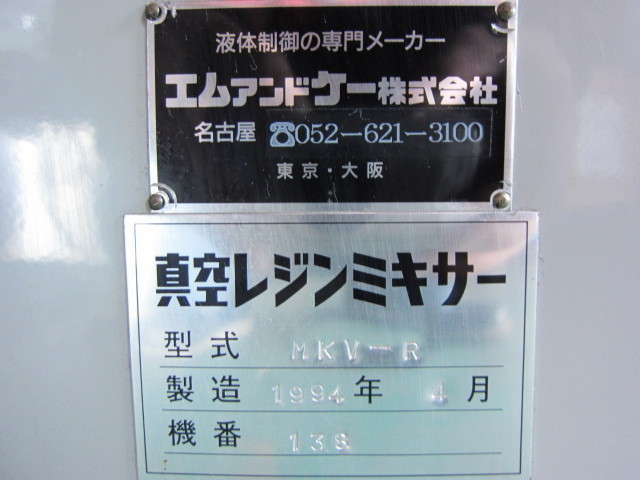 液体制御の専門メーカー
エムアンドケー株式会社
名古屋 ☎052-621-3100
東京・大阪
真空レジンミキサー
型式 MKV-R
製造 1994年 4月
機番 138